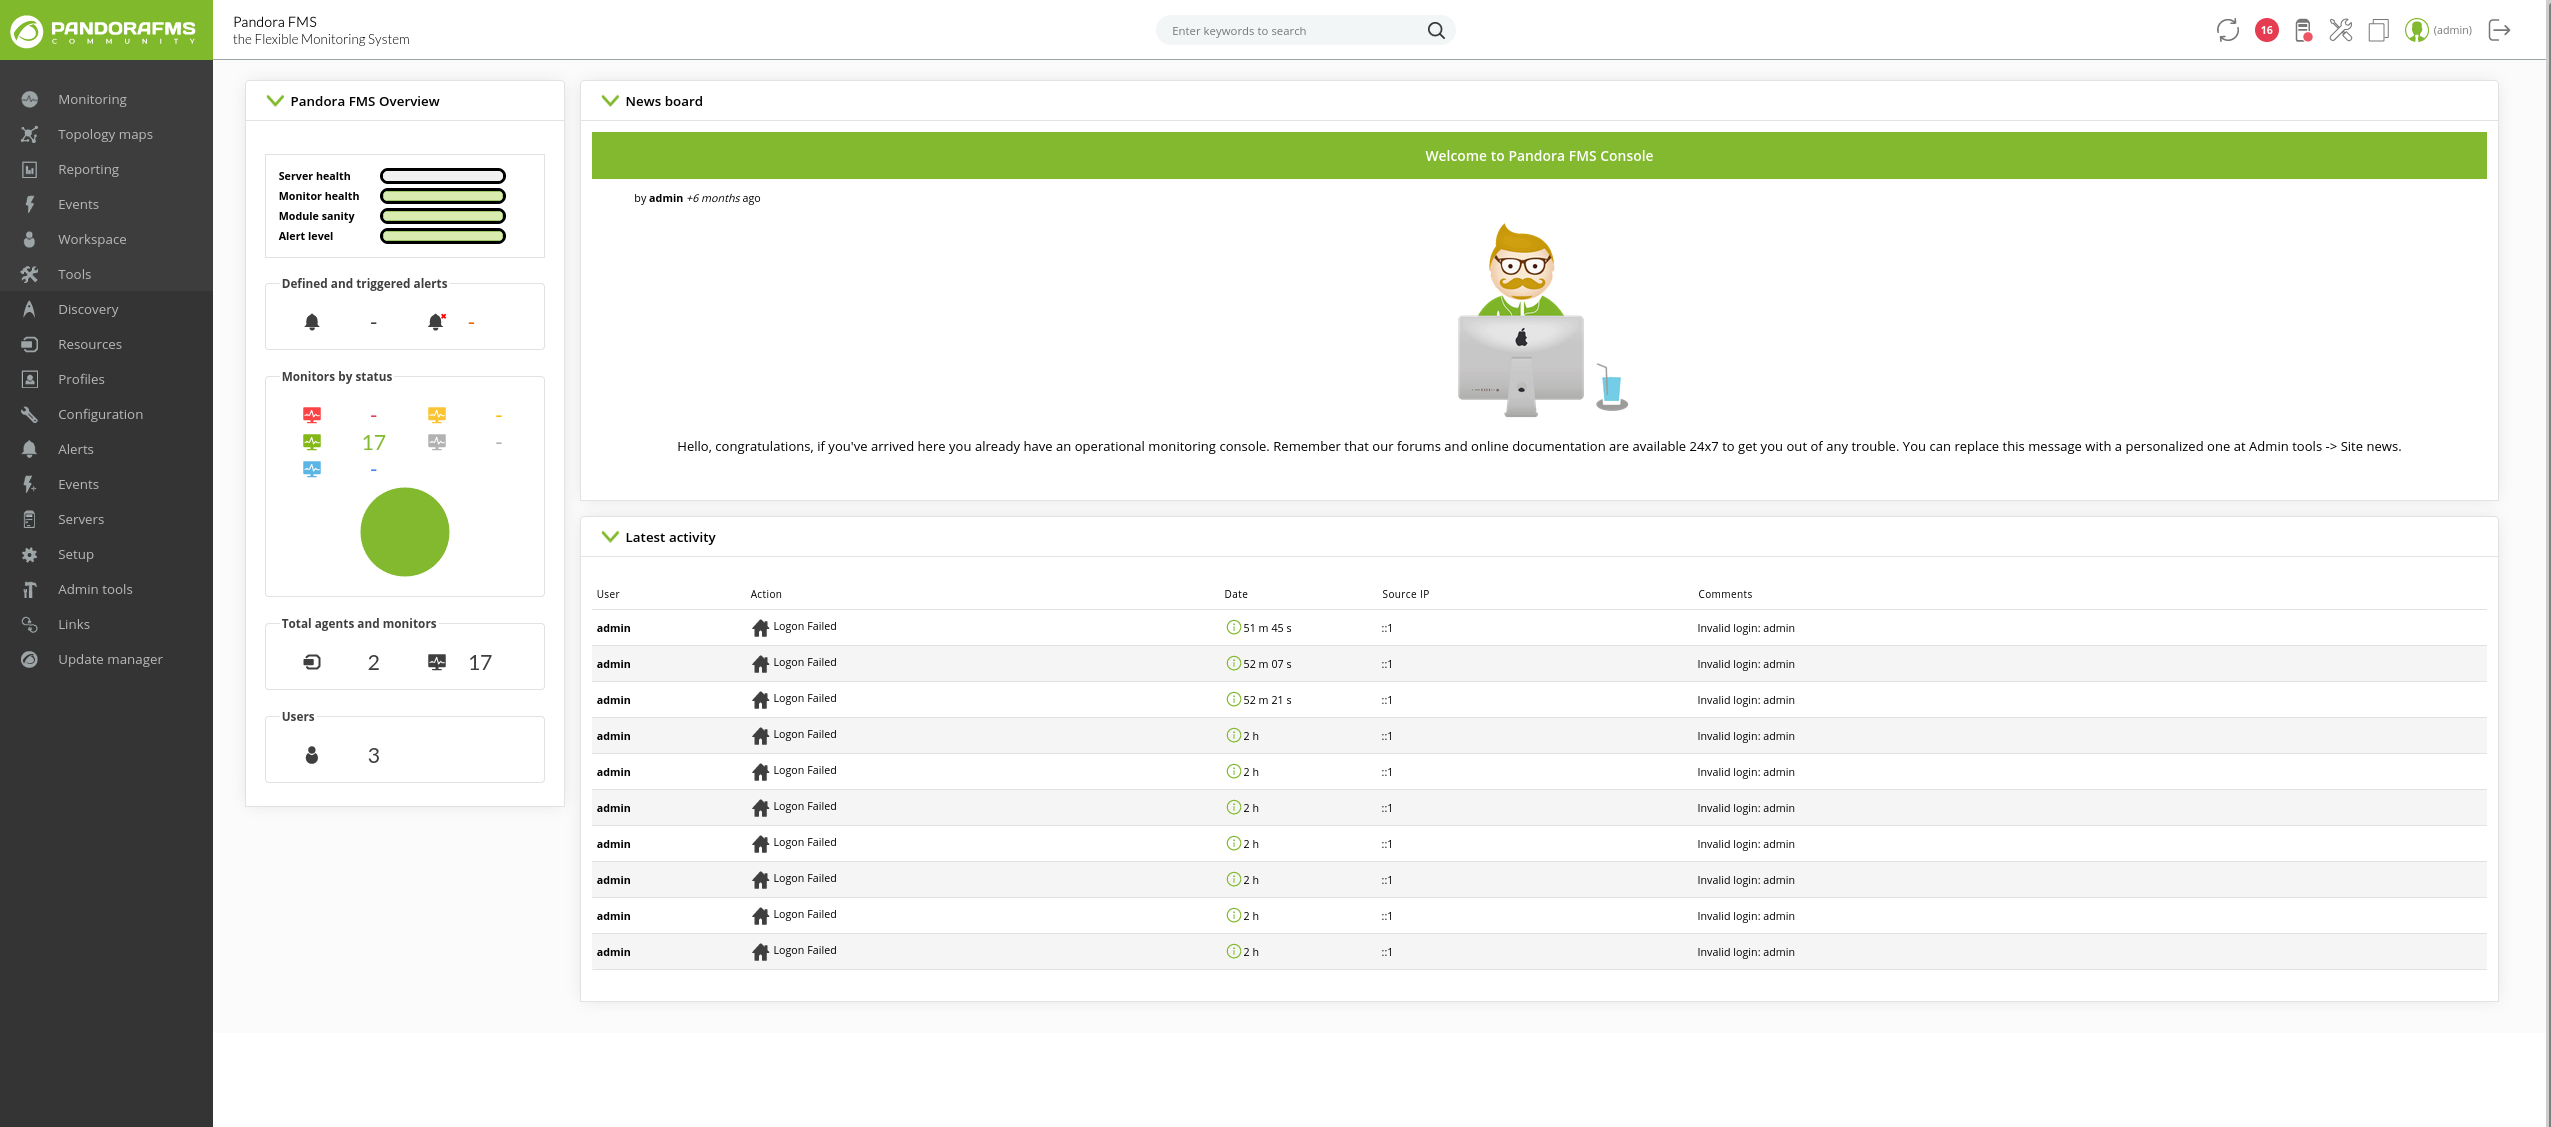 PANDORAFMS
COMMUNITY
Pandora FMS
the Flexible Monitoring System
Enter keywords to search
16
(admin)
Monitoring
Topology maps
Reporting
Events
Workspace
Tools
Discovery
Resources
Profiles
Configuration
Alerts
Events
Servers
Setup
Admin tools
Links
Update manager
Pandora FMS Overview
Server health
Monitor health
Module sanity
Alert level
Defined and triggered alerts
- -
Monitors by status
- -
17 -
-
Total agents and monitors
2 17
Users
3
News board
Welcome to Pandora FMS Console
by admin +6 months ago
Hello, congratulations, if you've arrived here you already have an operational monitoring console. Remember that our forums and online documentation are available 24x7 to get you out of any trouble. You can replace this message with a personalized one at Admin tools -> Site news.
Latest activity
User Action Date Source IP Comments
admin Logon Failed 51 m 45 s ::1 Invalid login: admin
admin Logon Failed 52 m 07 s ::1 Invalid login: admin
admin Logon Failed 52 m 21 s ::1 Invalid login: admin
admin Logon Failed 2 h ::1 Invalid login: admin
admin Logon Failed 2 h ::1 Invalid login: admin
admin Logon Failed 2 h ::1 Invalid login: admin
admin Logon Failed 2 h ::1 Invalid login: admin
admin Logon Failed 2 h ::1 Invalid login: admin
admin Logon Failed 2 h ::1 Invalid login: admin
admin Logon Failed 2 h ::1 Invalid login: admin